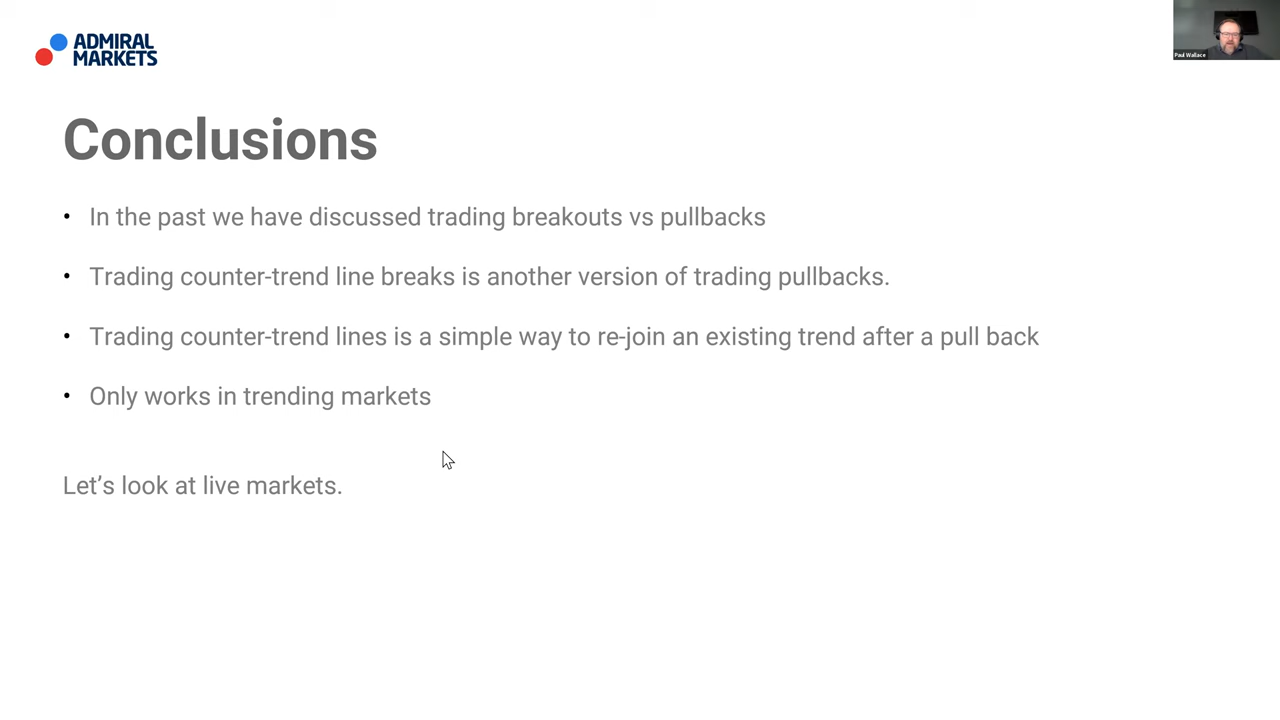 ADMIRAL
MARKETS
Paul Wallace
Conclusions
• In the past we have discussed trading breakouts vs pullbacks
• Trading counter-trend line breaks is another version of trading pullbacks.
• Trading counter-trend lines is a simple way to re-join an existing trend after a pull back
• Only works in trending markets
Let’s look at live markets.